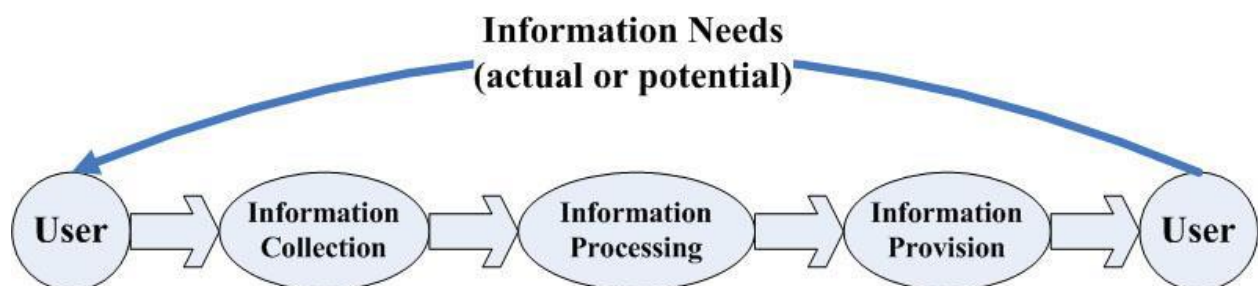 Information Needs
(actual or potential)
User
Information
Collection
Information
Processing
Information
Provision
User